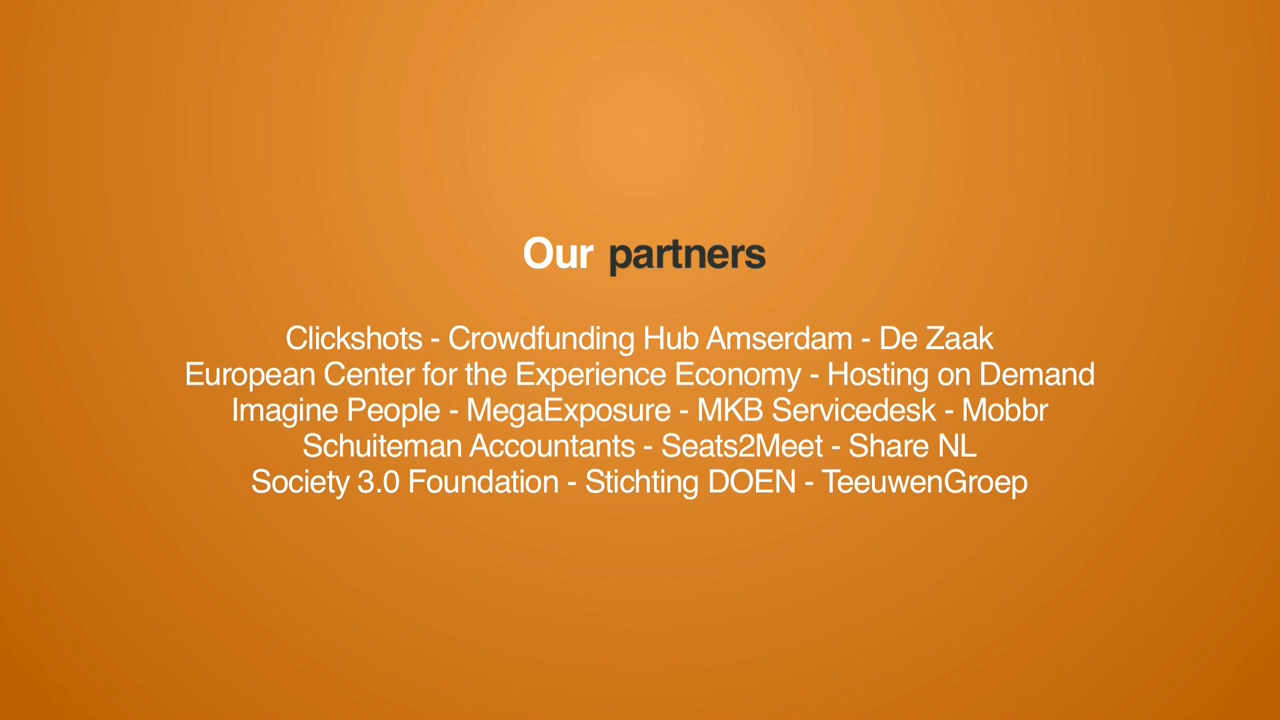 Our partners
Clickshots - Crowdfunding Hub Amserdam - De Zaak
European Center for the Experience Economy - Hosting on Demand
Imagine People - MegaExposure - MKB Servicedesk - Mobbr
Schuiteman Accountants - Seats2Meet - Share NL
Society 3.0 Foundation - Stichting DOEN - TeeuwenGroep